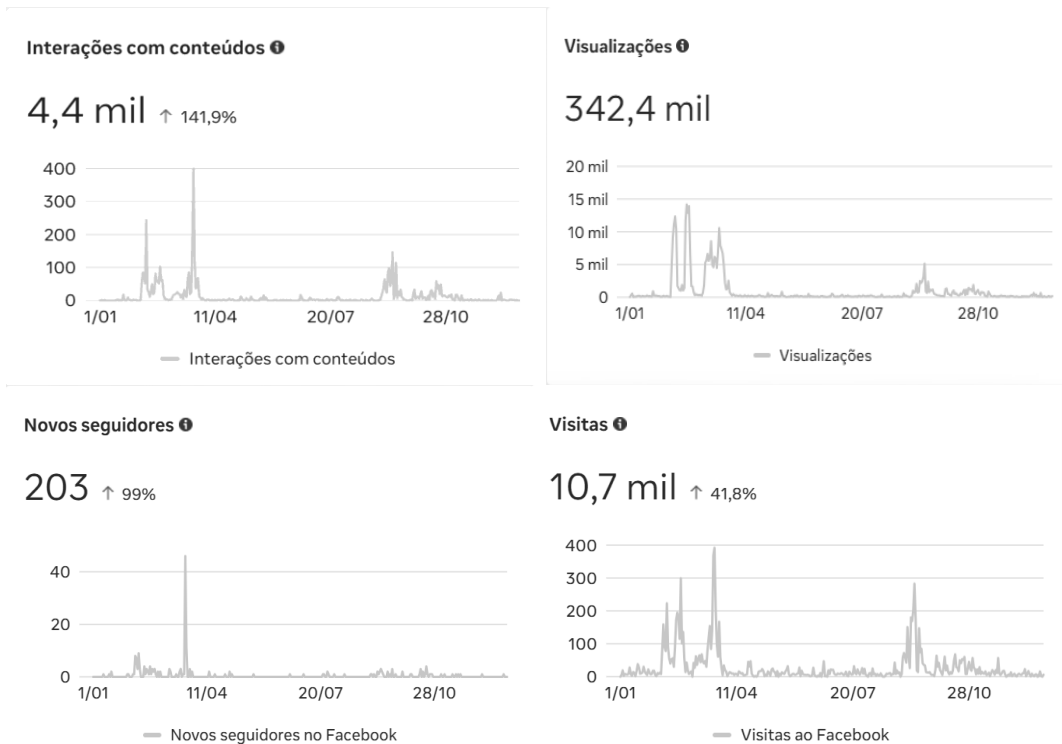 Interações com conteúdos
4,4 mil ↑ 141,9%
400
300
200
100
0
1/01 11/04 20/07 28/10
Interações com conteúdos
Visualizações
342,4 mil
20 mil
15 mil
10 mil
5 mil
0
1/01 11/04 20/07 28/10
Visualizações
Novos seguidores
203 ↑ 99%
40
20
0
1/01 11/04 20/07 28/10
Novos seguidores no Facebook
Visitas
10,7 mil ↑ 41,8%
400
300
200
100
0
1/01 11/04 20/07 28/10
Visitas ao Facebook